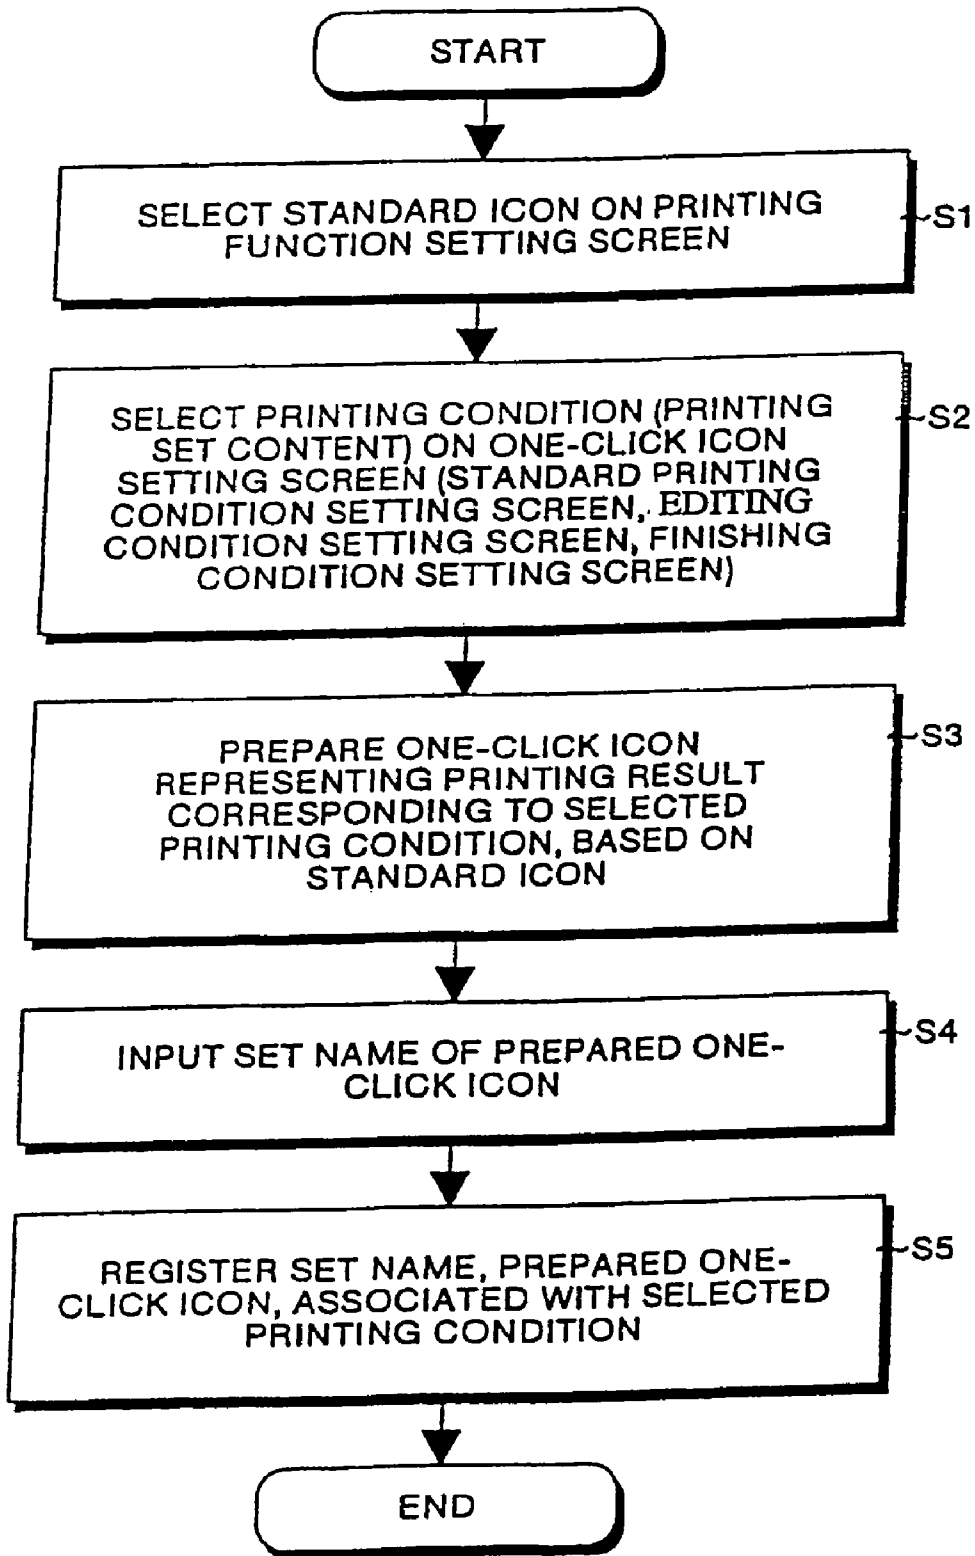 START
SELECT STANDARD ICON ON PRINTING
FUNCTION SETTING SCREEN
S1
SELECT PRINTING CONDITION (PRINTING
SET CONTENT) ON ONE-CLICK ICON
SETTING SCREEN (STANDARD PRINTING
CONDITION SETTING SCREEN, EDITING
CONDITION SETTING SCREEN, FINISHING
CONDITION SETTING SCREEN)
S2
PREPARE ONE-CLICK ICON
REPRESENTING PRINTING RESULT
CORRESPONDING TO SELECTED
PRINTING CONDITION, BASED ON
STANDARD ICON
S3
INPUT SET NAME OF PREPARED ONE-
CLICK ICON
S4
REGISTER SET NAME, PREPARED ONE-
CLICK ICON, ASSOCIATED WITH SELECTED
PRINTING CONDITION
S5
END